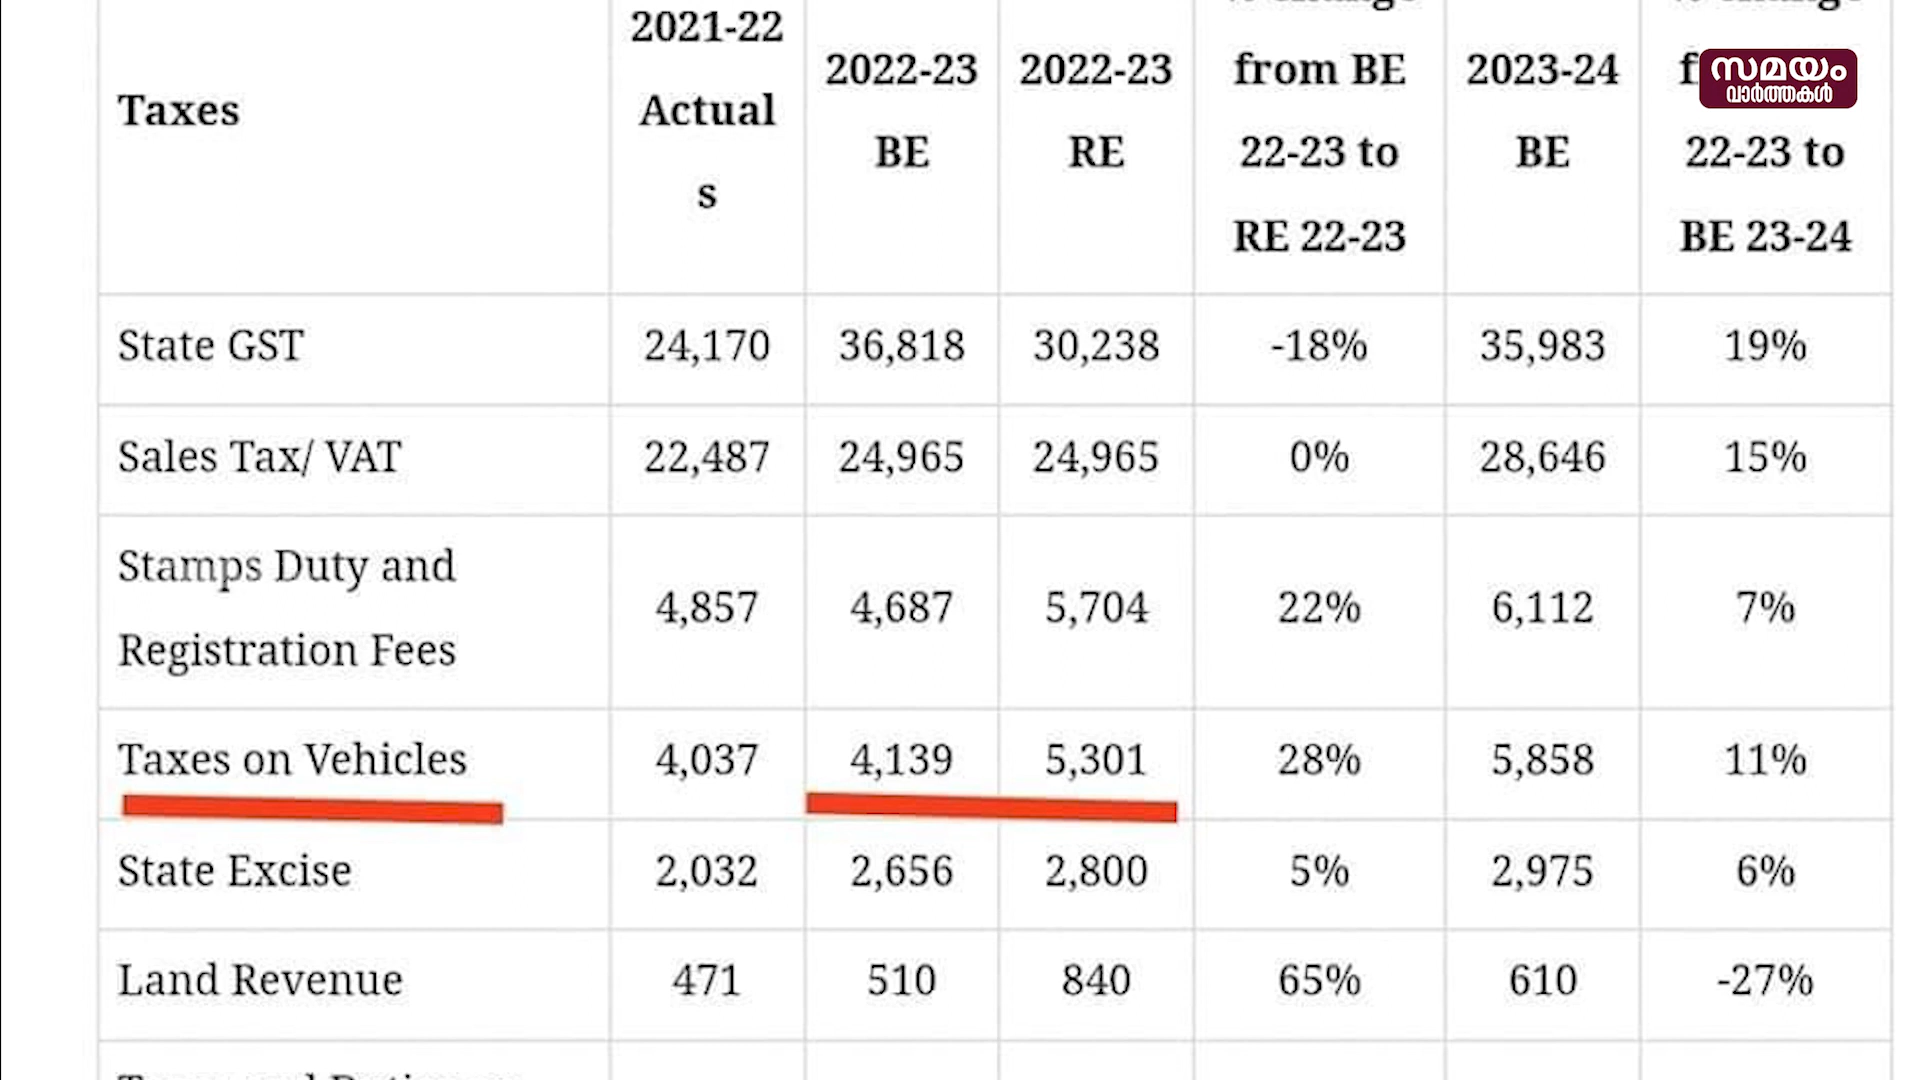 Taxes
2021-22
Actual
s
2022-23
BE
2022-23
RE
from BE
22-23 to
RE 22-23
2023-24
BE
22-23 to
BE 23-24
സമയം
വാർത്തകൾ
State GST 24,170 36,818 30,238 -18% 35,983 19%
Sales Tax/ VAT 22,487 24,965 24,965 0% 28,646 15%
Stamps Duty and
Registration Fees 4,857 4,687 5,704 22% 6,112 7%
Taxes on Vehicles 4,037 4,139 5,301 28% 5,858 11%
State Excise 2,032 2,656 2,800 5% 2,975 6%
Land Revenue 471 510 840 65% 610 -27%